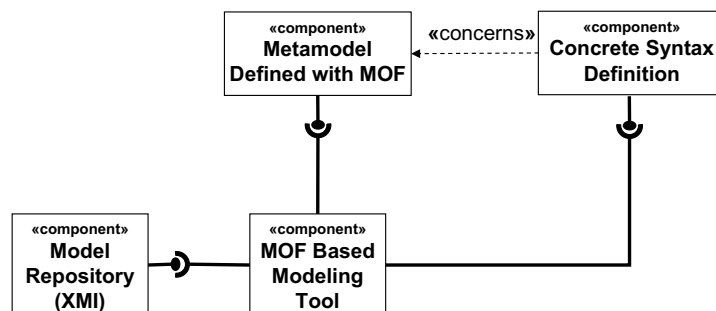 «component»
Metamodel
Defined with MOF
«concerns»
«component»
Concrete Syntax
Definition
«component»
Model
Repository
(XMI)
«component»
MOF Based
Modeling
Tool